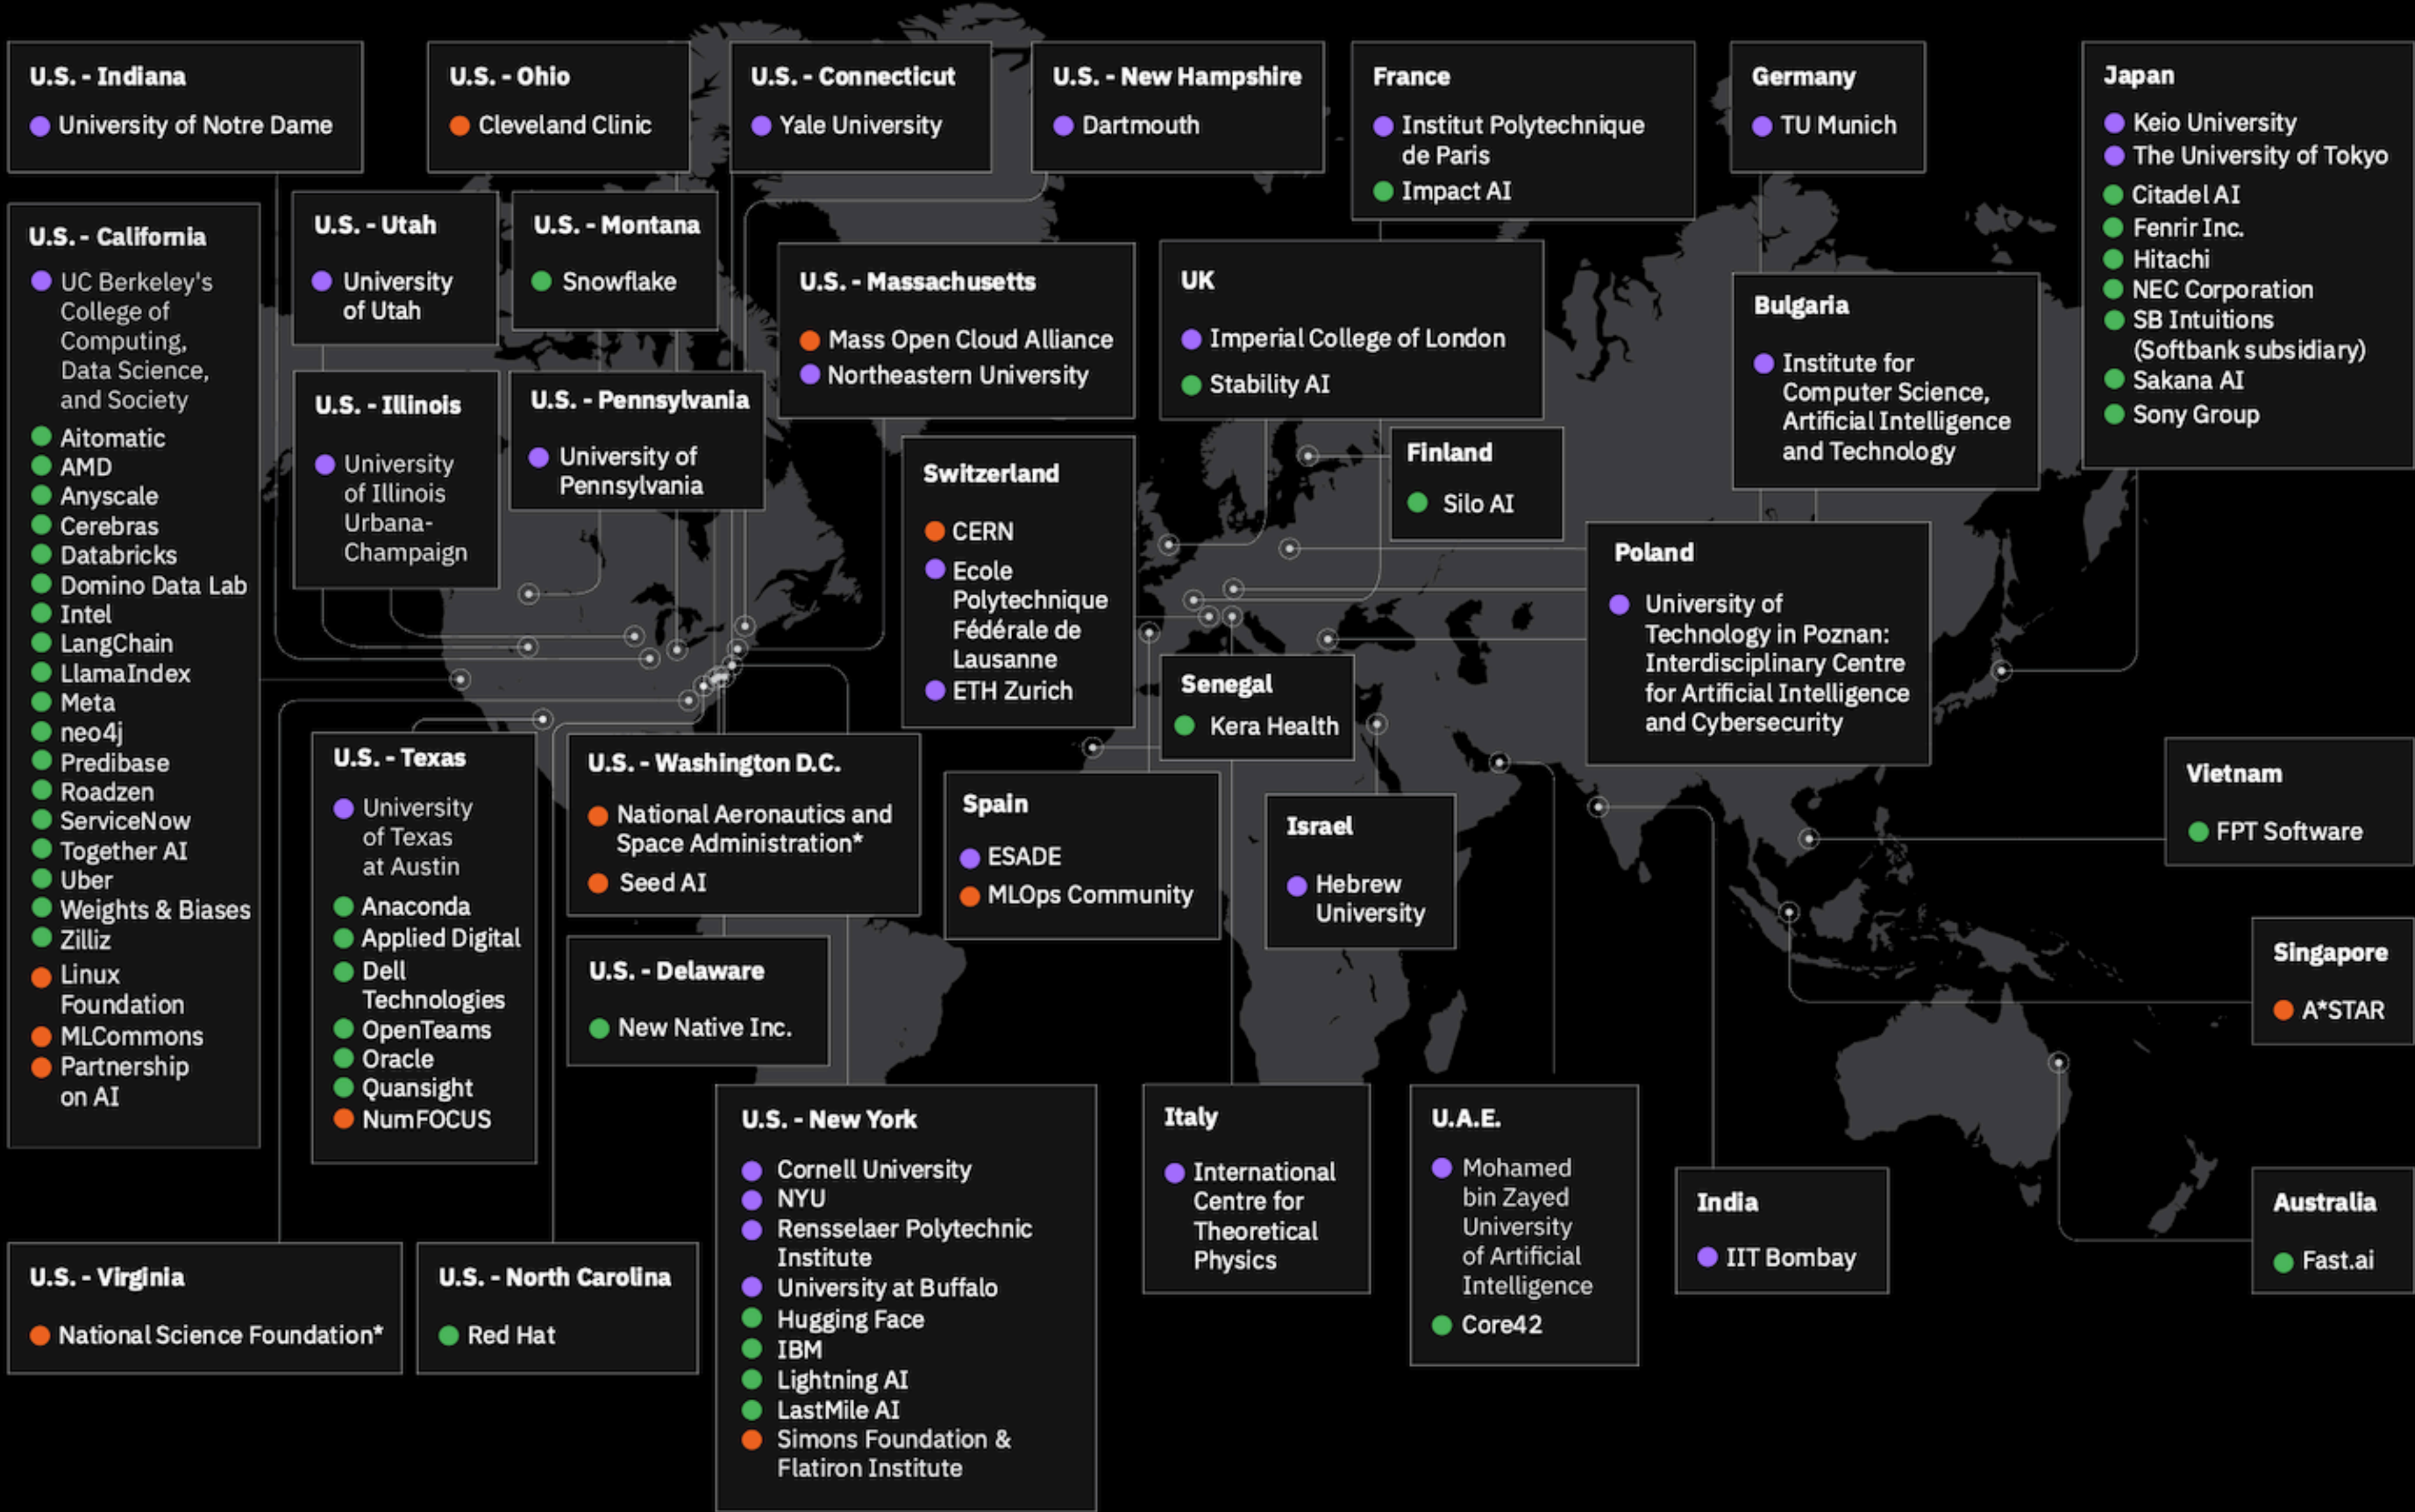 U.S. - Indiana
University of Notre Dame
U.S. - Ohio
Cleveland Clinic
U.S. - Connecticut
Yale University
U.S. - New Hampshire
Dartmouth
France
Institut Polytechnique
de Paris
Impact AI
Germany
TU Munich
Japan
Keio University
The University of Tokyo
Citadel AI
Fenrir Inc.
Hitachi
NEC Corporation
SB Intuitions
(Softbank subsidiary)
Sakana AI
Sony Group
U.S. - California
UC Berkeley's
College of
Computing,
Data Science,
and Society
Aitomatic
AMD
Anyscale
Cerebras
Databricks
Domino Data Lab
Intel
LangChain
LlamaIndex
Meta
neo4j
Predibase
Roadzen
ServiceNow
Together AI
Uber
Weights & Biases
Zilliz
Linux
Foundation
MLCommons
Partnership
on AI
U.S. - Utah
University
of Utah
U.S. - Montana
Snowflake
U.S. - Massachusetts
Mass Open Cloud Alliance
Northeastern University
UK
Imperial College of London
Stability AI
Bulgaria
Institute for
Computer Science,
Artificial Intelligence
and Technology
U.S. - Illinois
University
of Illinois
Urbana-
Champaign
U.S. - Pennsylvania
University of
Pennsylvania
Switzerland
CERN
Ecole
Polytechnique
Fédérale de
Lausanne
ETH Zurich
Finland
Silo AI
Poland
University of
Technology in Poznan:
Interdisciplinary Centre
for Artificial Intelligence
and Cybersecurity
Senegal
Kera Health
U.S. - Texas
University
of Texas
at Austin
Anaconda
Applied Digital
Dell
Technologies
OpenTeams
Oracle
Quansight
NumFOCUS
U.S. - Washington D.C.
National Aeronautics and
Space Administration*
Seed AI
Spain
ESADE
MLOps Community
Israel
Hebrew
University
Vietnam
FPT Software
U.S. - Delaware
New Native Inc.
Singapore
A*STAR
U.S. - New York
Cornell University
NYU
Rensselaer Polytechnic
Institute
University at Buffalo
Hugging Face
IBM
Lightning AI
LastMile AI
Simons Foundation &
Flatiron Institute
Italy
International
Centre for
Theoretical
Physics
U.A.E.
Mohamed
bin Zayed
University
of Artificial
Intelligence
Core42
India
IIT Bombay
Australia
Fast.ai
U.S. - Virginia
National Science Foundation*
U.S. - North Carolina
Red Hat